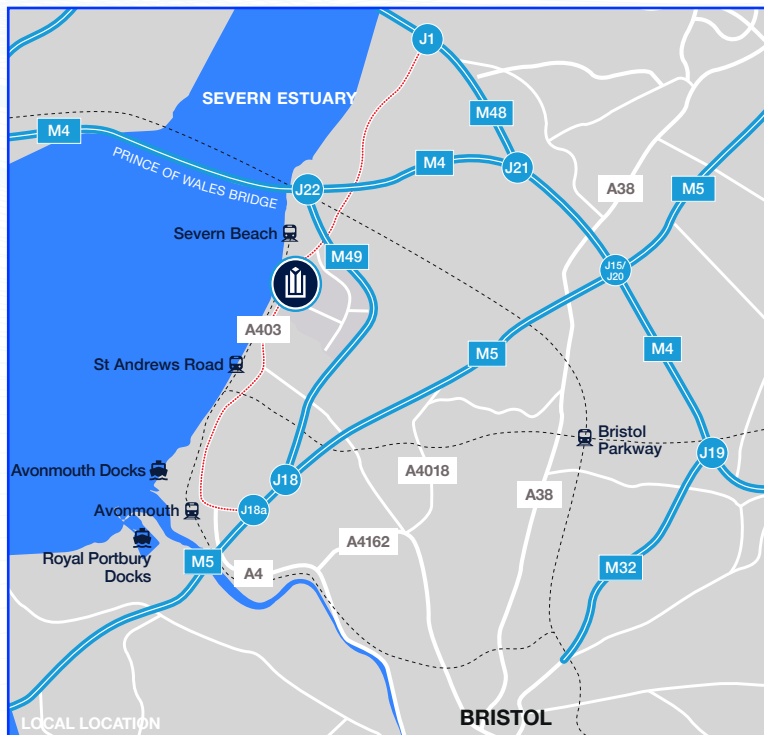 J1
SEVERN ESTUARY
M48
M4
M4
J21
PRINCE OF WALES BRIDGE
A38
M5
J22
Severn Beach
M49
J15/
J20
A403
M5
M4
St Andrews Road
Bristol
Parkway
J19
Avonmouth Docks
J18
A4018
A38
Avonmouth
J18a
A4162
Royal Portbury
Docks
M5
A4
M32
BRISTOL
LOCAL LOCATION